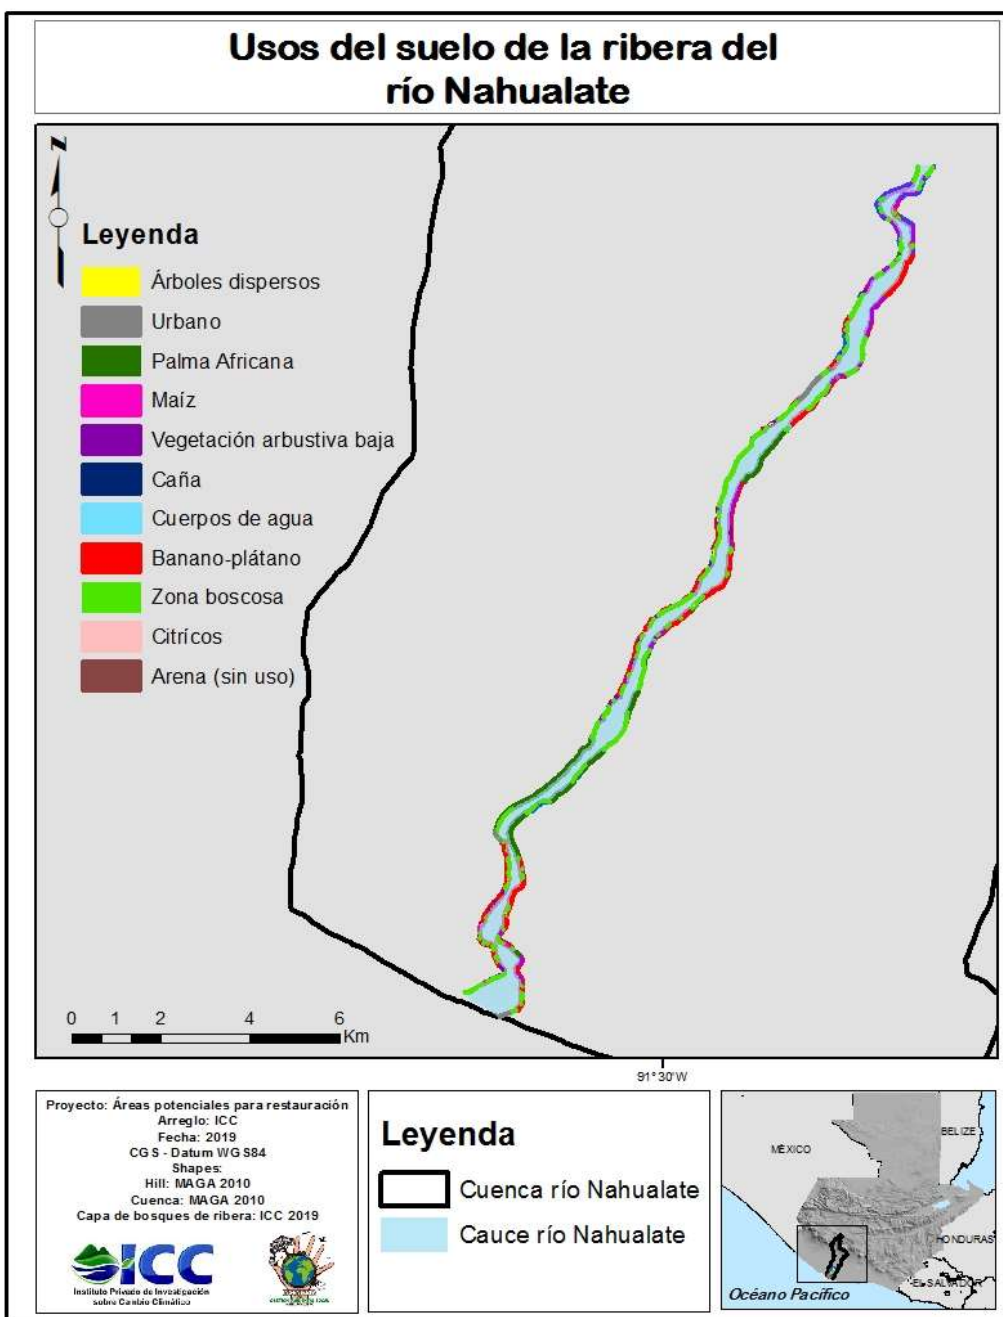 Usos del suelo de la ribera del
río Nahualate
N
Leyenda
Árboles dispersos
Urbano
Palma Africana
Maíz
Vegetación arbustiva baja
Caña
Cuerpos de agua
Banano-plátano
Zona boscosa
Citrícos
Arena (sin uso)
0 1 2 4 6
Km
91°30'W
Proyecto: Áreas potenciales para restauración
Arreglo: ICC
Fecha: 2019
CGS - Datum WGS84
Shapes:
Hill: MAGA 2010
Cuenca: MAGA 2010
Capa de bosques de ribera: ICC 2019
ICC
Instituto Privado de Investigación
sobre Cambio Climático
Leyenda
Cuenca río Nahualate
Cauce río Nahualate
MÉXICO
BELIZE
HONDURAS
EL SALVADOR
Océano Pacífico